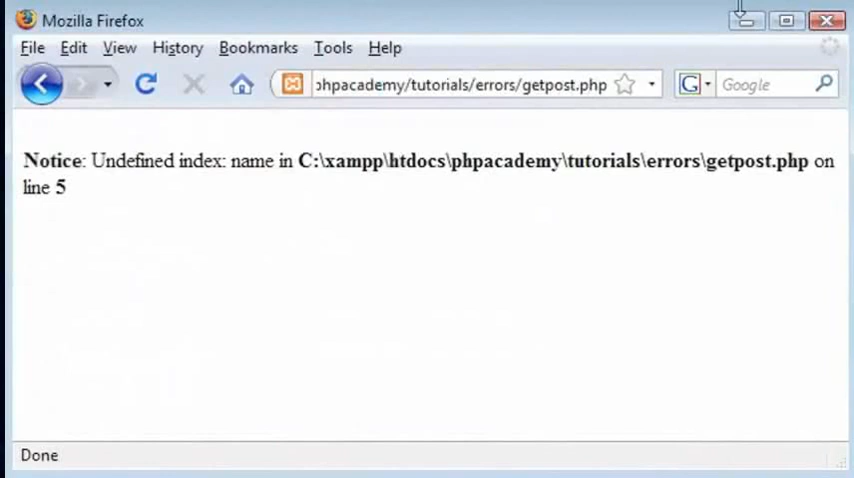 Mozilla Firefox
File Edit View History Bookmarks Tools Help
phpacademy/tutorials/errors/getpost.php G Google
Notice: Undefined index: name in C:\xampp\htdocs\phpacademy\tutorials\errors\getpost.php on
line 5
Done